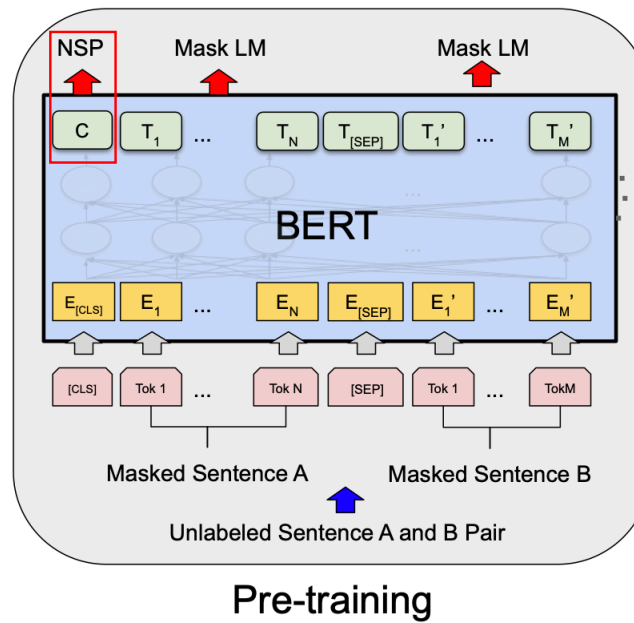 NSP Mask LM Mask LM
C T1 ... TN T[SEP] T1' ... TM'
...
BERT
...
E[CLS] E1 ... EN E[SEP] E1' ... EM'
[CLS] Tok 1 ... Tok N [SEP] Tok 1 ... TokM
Masked Sentence A Masked Sentence B
Unlabeled Sentence A and B Pair
Pre-training